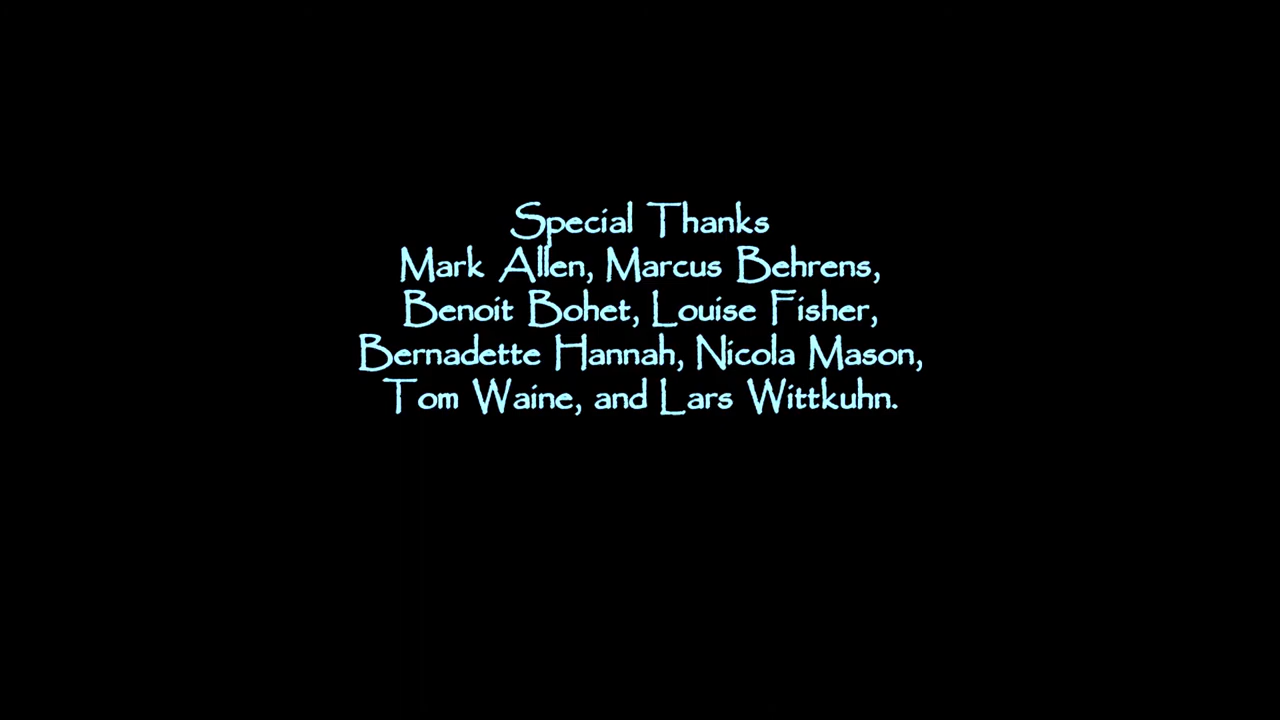 Special Thanks
Mark Allen, Marcus Behrens,
Benoit Bohet, Louise Fisher,
Bernadette Hannah, Nicola Mason,
Tom Waine, and Lars Wittkuhn.